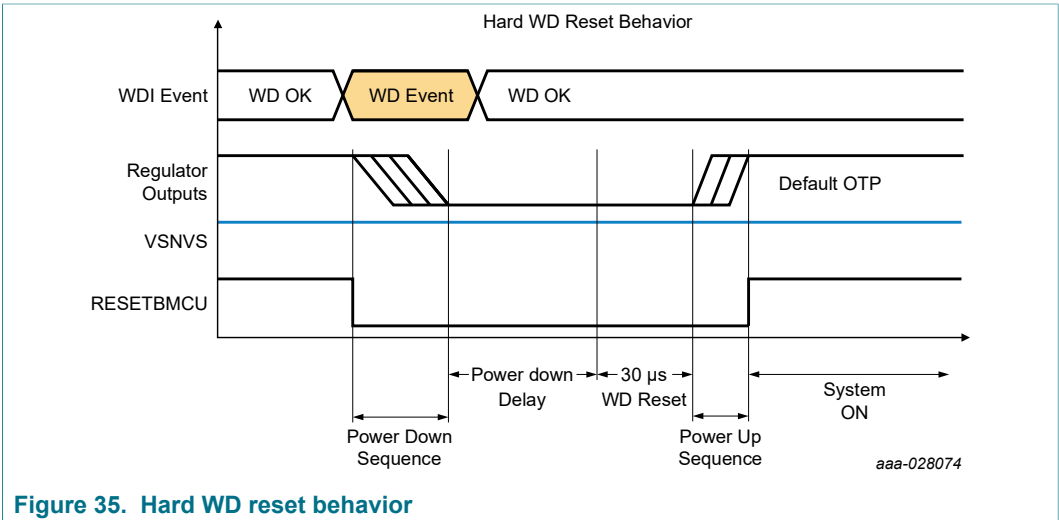 Hard WD Reset Behavior
WDI Event
WD OK
WD Event
WD OK
Regulator
Outputs
Default OTP
VSNVS
RESETBMCU
Power down
Delay
30 µs
WD Reset
System
ON
Power Down
Sequence
Power Up
Sequence
aaa-028074
Figure 35. Hard WD reset behavior